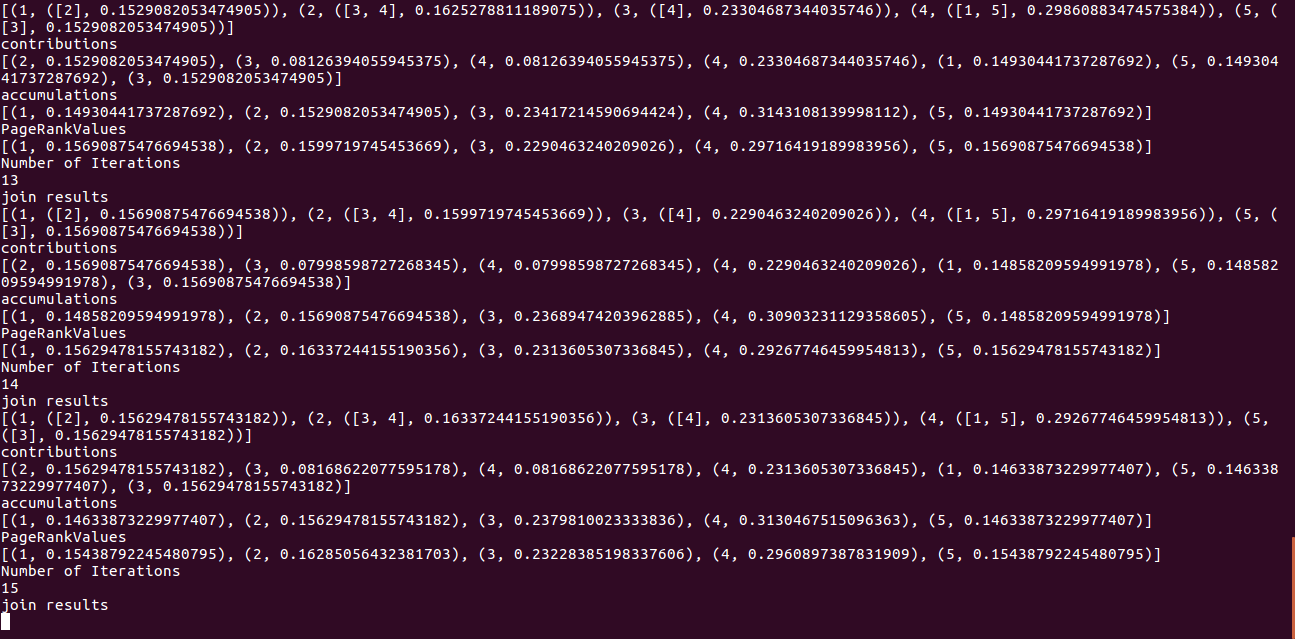 [(1, ([2], 0.1529082053474905)), (2, ([3, 4], 0.1625278811189075)), (3, ([4], 0.23304687344035746)), (4, ([1, 5], 0.29860883474575384)), (5, (
[3], 0.1529082053474905))]
contributions
[(2, 0.1529082053474905), (3, 0.08126394055945375), (4, 0.08126394055945375), (4, 0.23304687344035746), (1, 0.14930441737287692), (5, 0.149304
41737287692), (3, 0.1529082053474905)]
accumulations
[(1, 0.14930441737287692), (2, 0.1529082053474905), (3, 0.23417214590694424), (4, 0.3143108139998112), (5, 0.14930441737287692)]
PageRankValues
[(1, 0.15690875476694538), (2, 0.1599719745453669), (3, 0.2290463240209026), (4, 0.29716419189983956), (5, 0.15690875476694538)]
Number of Iterations
13
join results
[(1, ([2], 0.15690875476694538)), (2, ([3, 4], 0.1599719745453669)), (3, ([4], 0.2290463240209026)), (4, ([1, 5], 0.29716419189983956)), (5, (
[3], 0.15690875476694538))]
contributions
[(2, 0.15690875476694538), (3, 0.07998598727268345), (4, 0.07998598727268345), (4, 0.2290463240209026), (1, 0.14858209594991978), (5, 0.148582
09594991978), (3, 0.15690875476694538)]
accumulations
[(1, 0.14858209594991978), (2, 0.15690875476694538), (3, 0.23689474203962885), (4, 0.30903231129358605), (5, 0.14858209594991978)]
PageRankValues
[(1, 0.15629478155743182), (2, 0.16337244155190356), (3, 0.2313605307336845), (4, 0.29267746459954813), (5, 0.15629478155743182)]
Number of Iterations
14
join results
[(1, ([2], 0.15629478155743182)), (2, ([3, 4], 0.16337244155190356)), (3, ([4], 0.2313605307336845)), (4, ([1, 5], 0.29267746459954813)), (5, 
([3], 0.15629478155743182))]
contributions
[(2, 0.15629478155743182), (3, 0.08168622077595178), (4, 0.08168622077595178), (4, 0.2313605307336845), (1, 0.14633873229977407), (5, 0.146338
73229977407), (3, 0.15629478155743182)]
accumulations
[(1, 0.14633873229977407), (2, 0.15629478155743182), (3, 0.2379810023333836), (4, 0.3130467515096363), (5, 0.14633873229977407)]
PageRankValues
[(1, 0.15438792245480795), (2, 0.16285056432381703), (3, 0.23228385198337606), (4, 0.2960897387831909), (5, 0.15438792245480795)]
Number of Iterations
15
join results